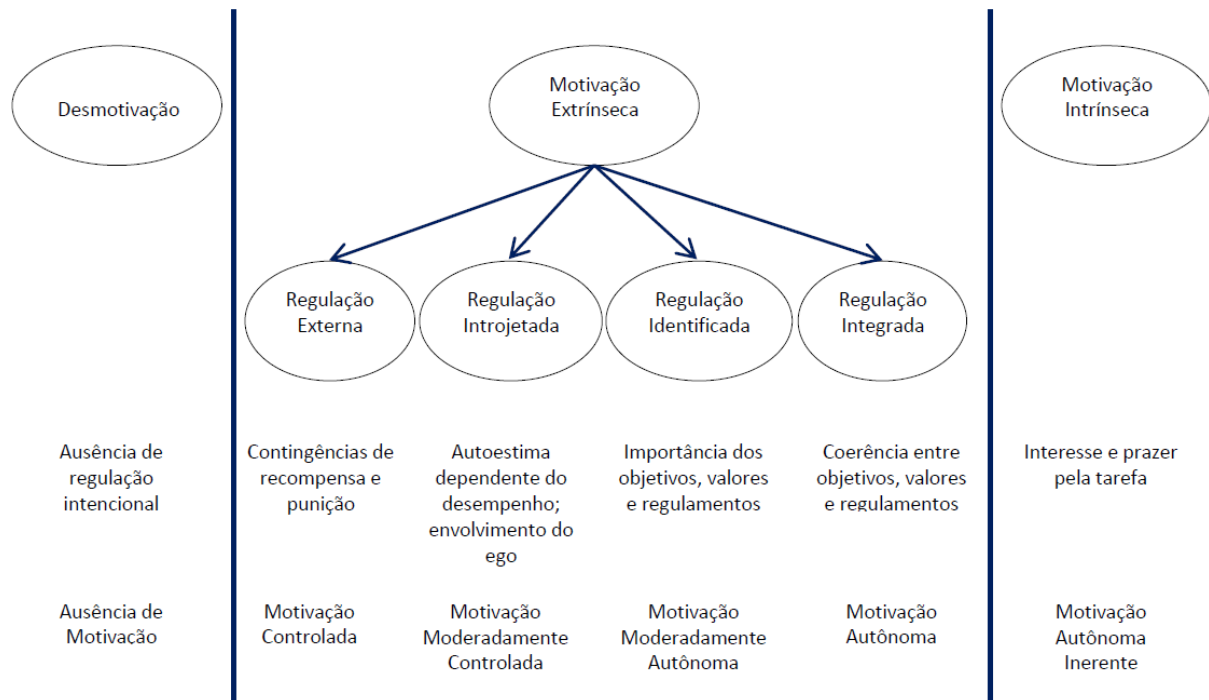 Desmotivação
Motivação
Extrínseca
Motivação
Intrínseca
Regulação
Externa
Regulação
Introjetada
Regulação
Identificada
Regulação
Integrada
Ausência de
regulação
intencional
Contingências de
recompensa e
punição
Autoestima
dependente do
desempenho;
envolvimento do
ego
Importância dos
objetivos, valores
e regulamentos
Coerência entre
objetivos, valores
e regulamentos
Interesse e prazer
pela tarefa
Ausência de
Motivação
Motivação
Controlada
Motivação
Moderadamente
Controlada
Motivação
Moderadamente
Autônoma
Motivação
Autônoma
Motivação
Autônoma
Inerente